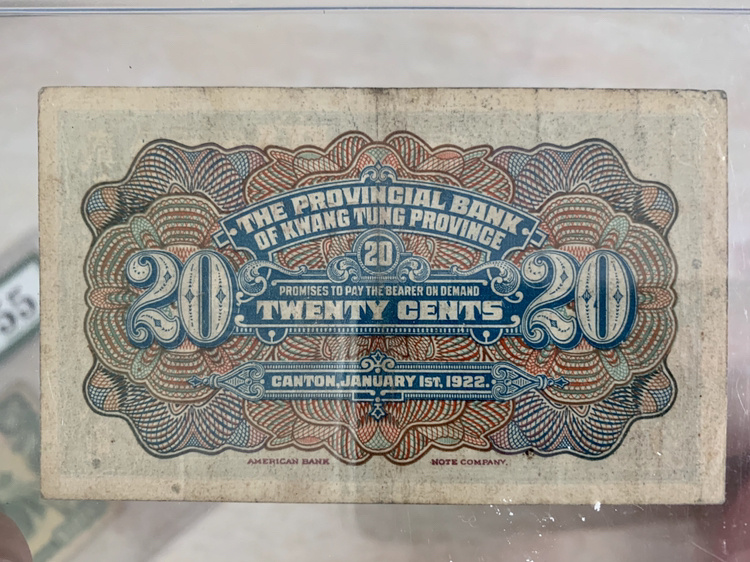 THE PROVINCIAL BANK
OF KWANG TUNG PROVINCE
20
20
20
PROMISES TO PAY THE BEARER ON DEMAND
TWENTY CENTS
CANTON, JANUARY 1ST, 1922.
AMERICAN BANK NOTE COMPANY.
55